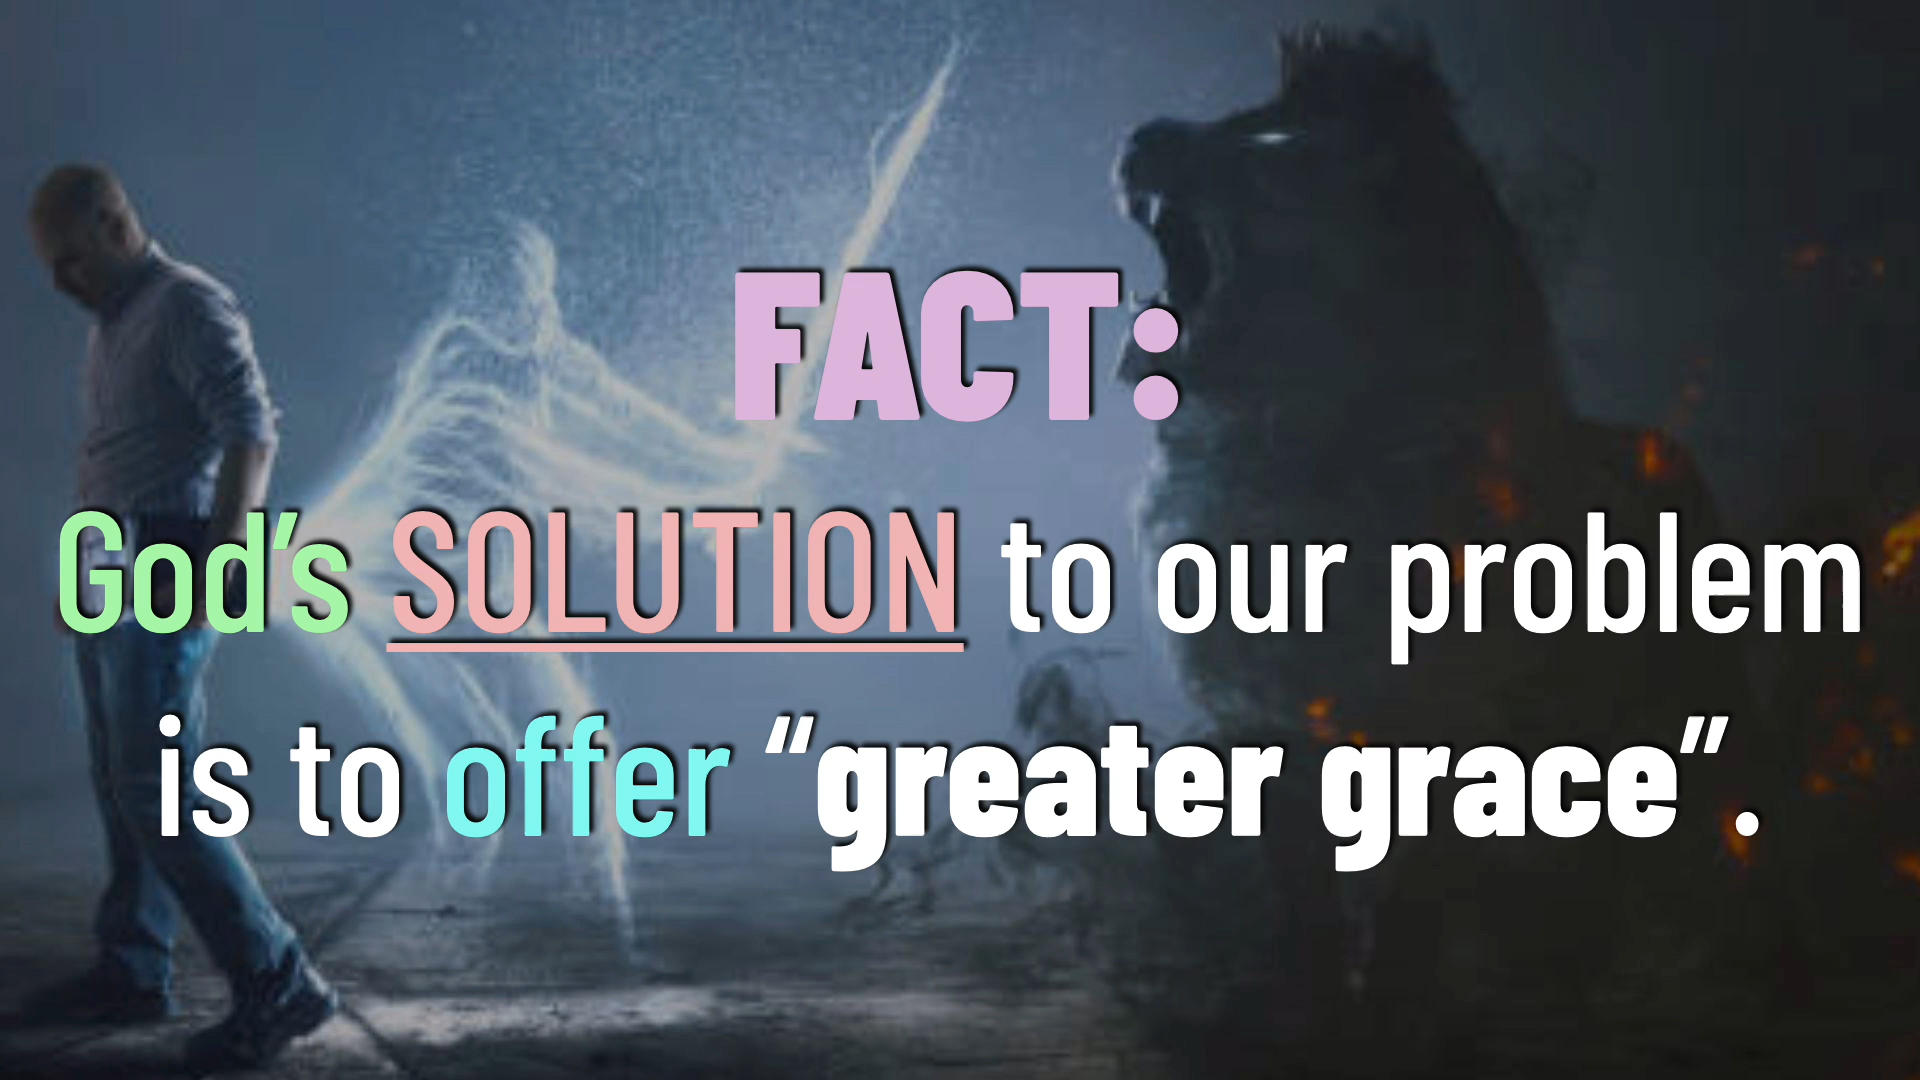 FACT:
God’s SOLUTION to our problem
is to offer “greater grace”.